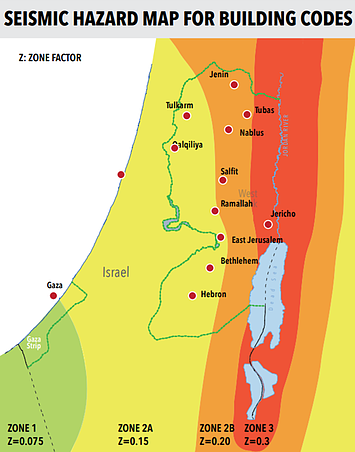 SEISMIC HAZARD MAP FOR BUILDING CODES
Z: ZONE FACTOR
Jenin
Tulkarm
Tubas
Nablus
Qalqiliya
Salfit
West
Ramallah
Jericho
East Jerusalem
Israel
Bethlehem
Gaza
Hebron
Gaza
Strip
ZONE 1
Z=0.075
ZONE 2A
Z=0.15
ZONE 2B
Z=0.20
ZONE 3
Z=0.3